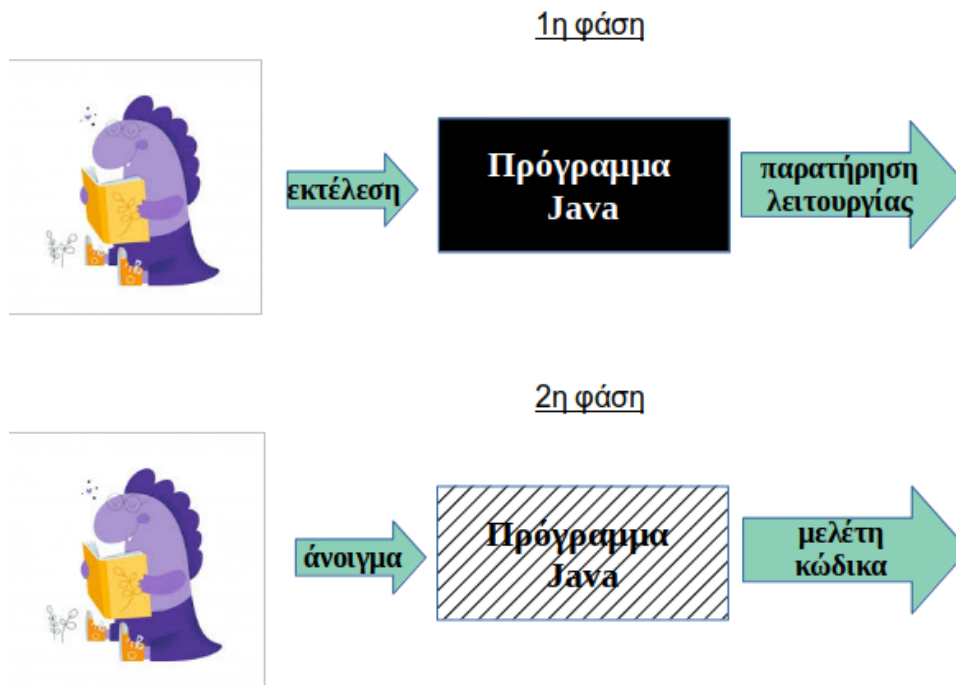 1η φάση
εκτέλεση
Πρόγραμμα
Java
παρατήρηση
λειτουργίας
2η φάση
άνοιγμα
Πρόγραμμα
Java
μελέτη
κώδικα